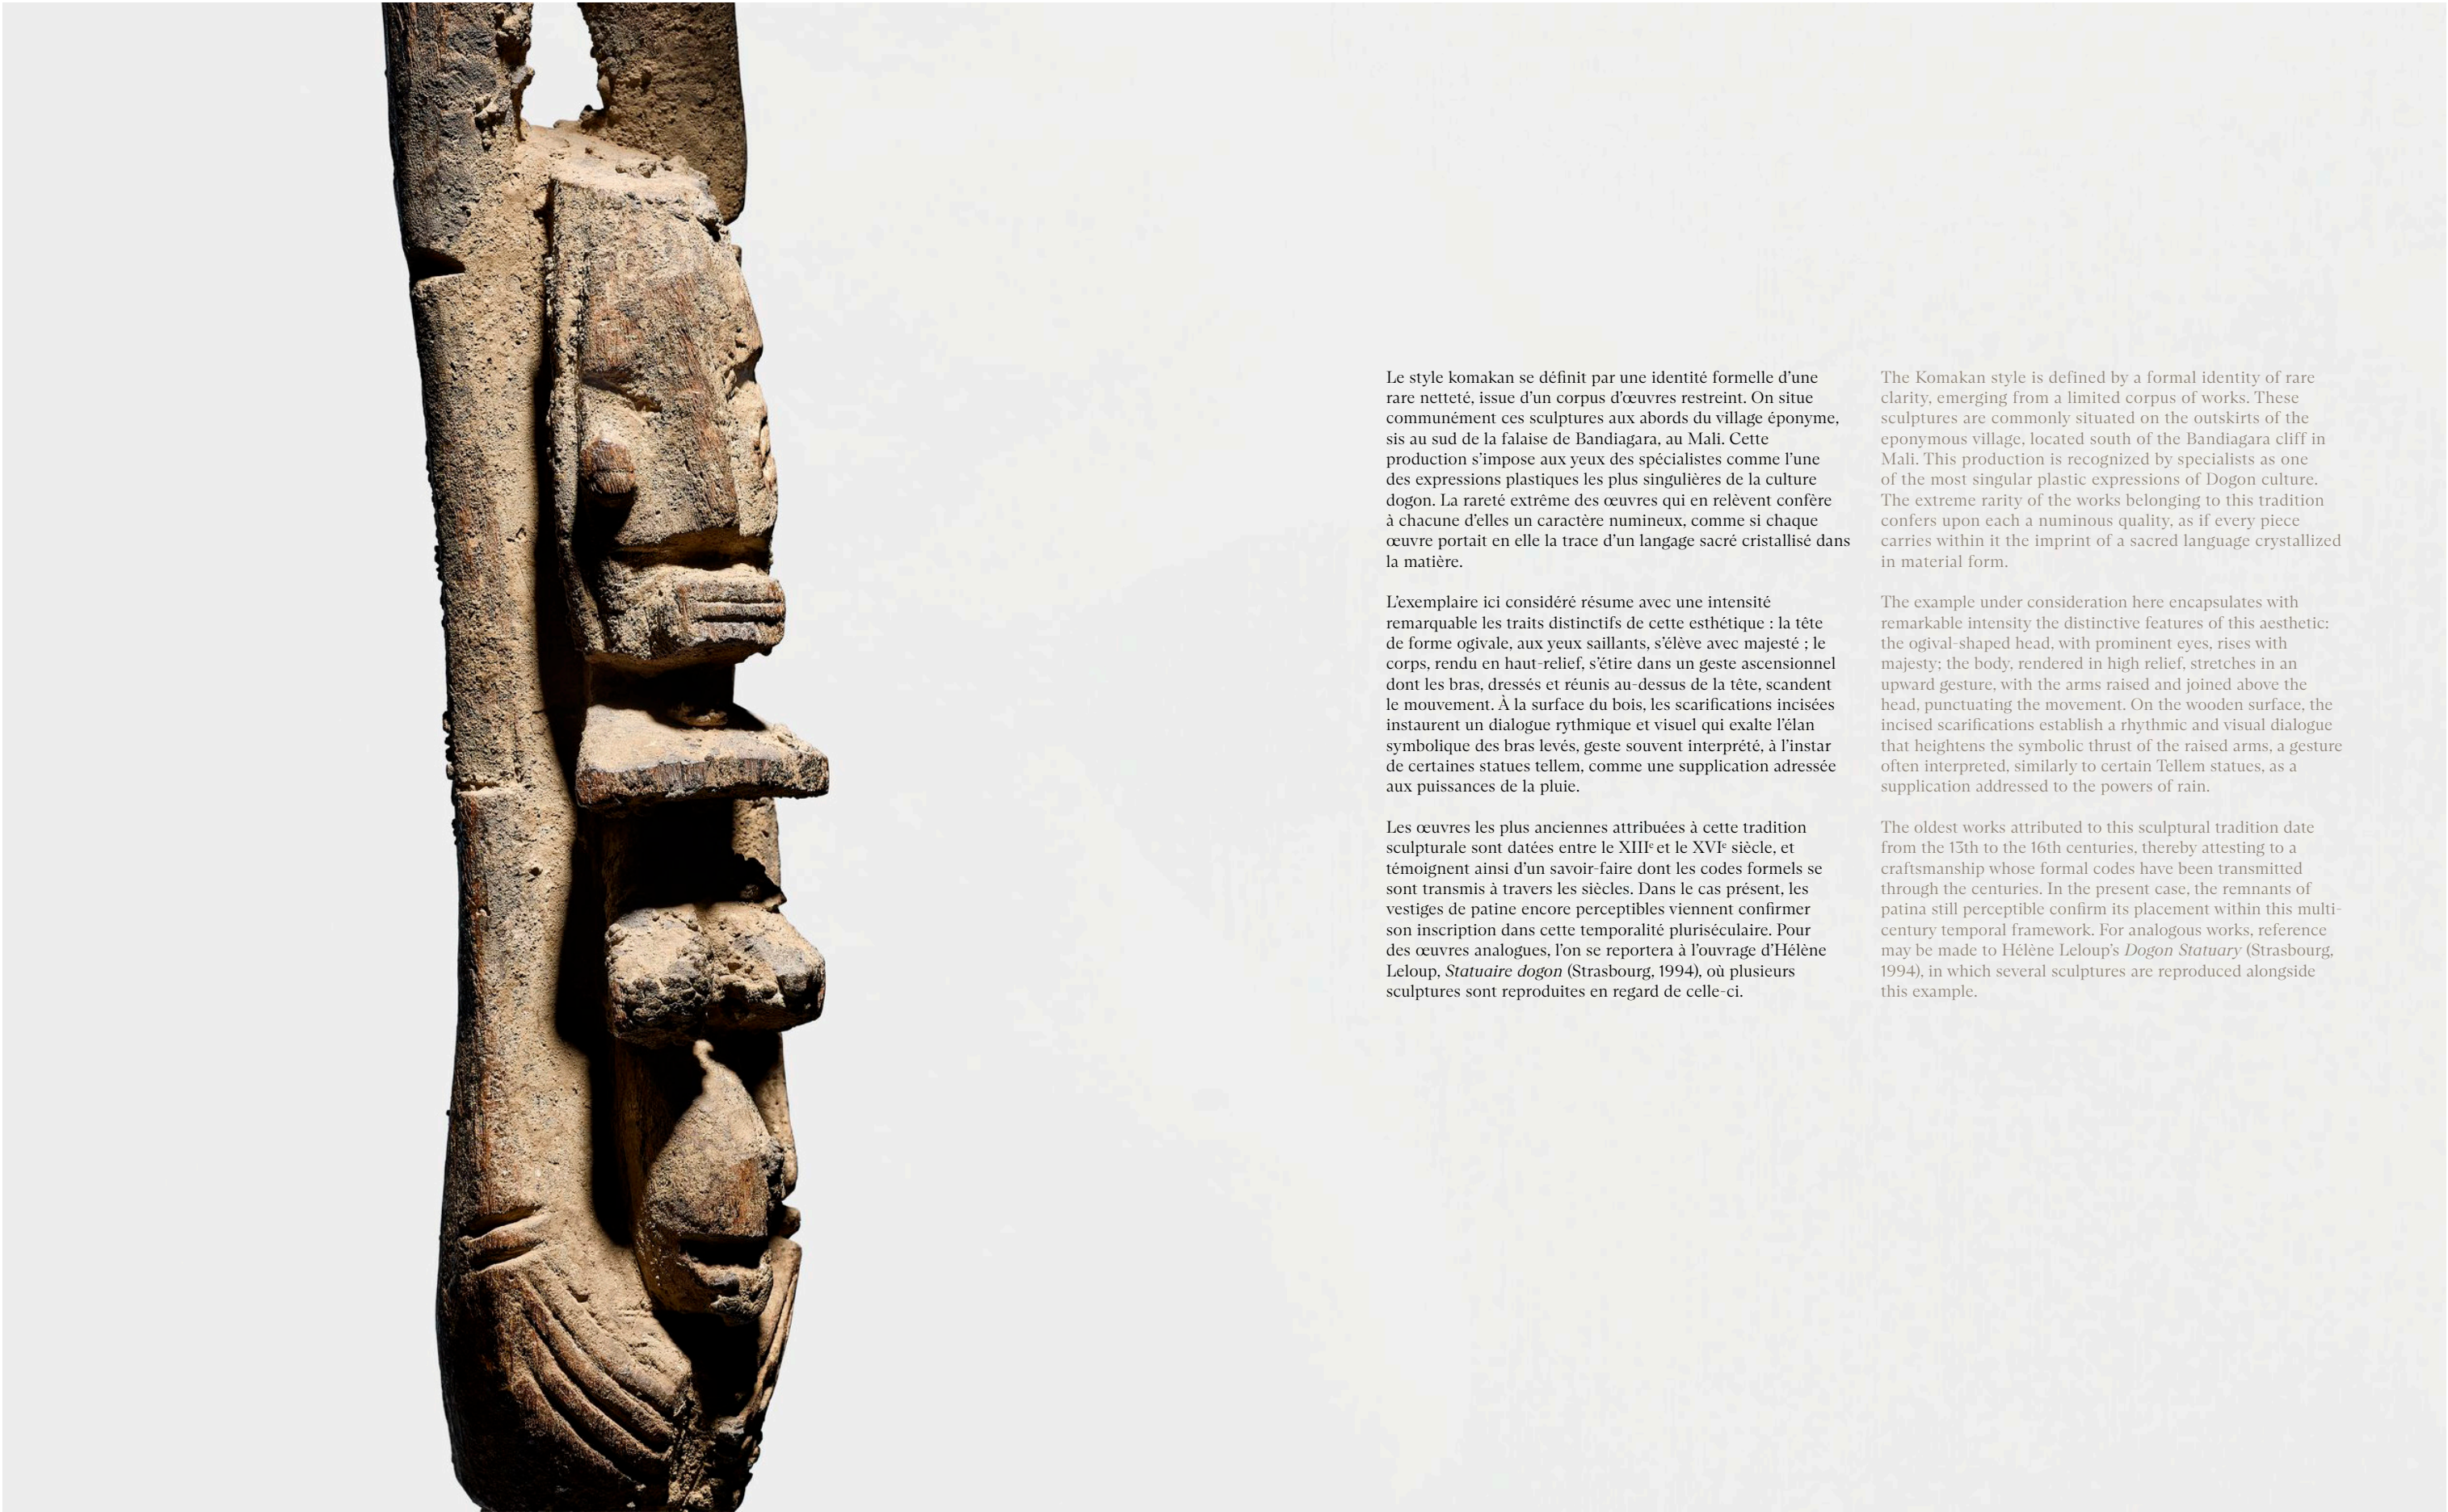 Le style komakan se définit par une identité formelle d’une
rare netteté, issue d’un corpus d’œuvres restreint. On situe
communément ces sculptures aux abords du village éponyme,
sis au sud de la falaise de Bandiagara, au Mali. Cette
production s’impose aux yeux des spécialistes comme l’une
des expressions plastiques les plus singulières de la culture
dogon. La rareté extrême des œuvres qui en relèvent confère
à chacune d’elles un caractère numineux, comme si chaque
œuvre portait en elle la trace d’un langage sacré cristallisé dans
la matière.
L’exemplaire ici considéré résume avec une intensité
remarquable les traits distinctifs de cette esthétique : la tête
de forme ogivale, aux yeux saillants, s’élève avec majesté ; le
corps, rendu en haut-relief, s’étire dans un geste ascensionnel
dont les bras, dressés et réunis au-dessus de la tête, scandent
le mouvement. À la surface du bois, les scarifications incisées
instaurent un dialogue rythmique et visuel qui exalte l’élan
symbolique des bras levés, geste souvent interprété, à l’instar
de certaines statues tellem, comme une supplication adressée
aux puissances de la pluie.
Les œuvres les plus anciennes attribuées à cette tradition
sculpturale sont datées entre le XIIIᵉ et le XVIᵉ siècle, et
témoignent ainsi d’un savoir-faire dont les codes formels se
sont transmis à travers les siècles. Dans le cas présent, les
vestiges de patine encore perceptibles viennent confirmer
son inscription dans cette temporalité pluriséculaire. Pour
des œuvres analogues, l’on se reportera à l’ouvrage d’Hélène
Leloup, Statuaire dogon (Strasbourg, 1994), où plusieurs
sculptures sont reproduites en regard de celle-ci.
The Komakan style is defined by a formal identity of rare
clarity, emerging from a limited corpus of works. These
sculptures are commonly situated on the outskirts of the
eponymous village, located south of the Bandiagara cliff in
Mali. This production is recognized by specialists as one
of the most singular plastic expressions of Dogon culture.
The extreme rarity of the works belonging to this tradition
confers upon each a numinous quality, as if every piece
carries within it the imprint of a sacred language crystallized
in material form.
The example under consideration here encapsulates with
remarkable intensity the distinctive features of this aesthetic:
the ogival-shaped head, with prominent eyes, rises with
majesty; the body, rendered in high relief, stretches in an
upward gesture, with the arms raised and joined above the
head, punctuating the movement. On the wooden surface, the
incised scarifications establish a rhythmic and visual dialogue
that heightens the symbolic thrust of the raised arms, a gesture
often interpreted, similarly to certain Tellem statues, as a
supplication addressed to the powers of rain.
The oldest works attributed to this sculptural tradition date
from the 13th to the 16th centuries, thereby attesting to a
craftsmanship whose formal codes have been transmitted
through the centuries. In the present case, the remnants of
patina still perceptible confirm its placement within this multi-
century temporal framework. For analogous works, reference
may be made to Hélène Leloup’s Dogon Statuary (Strasbourg,
1994), in which several sculptures are reproduced alongside
this example.